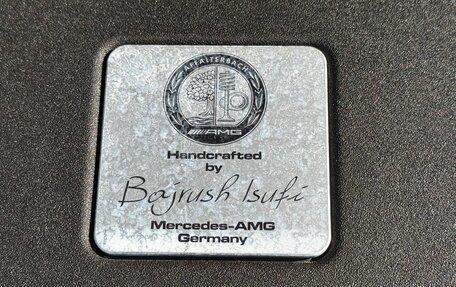 AFFALTERBACH
AMG
Handcrafted
by
Bajrush Isufi
Mercedes-AMG
Germany